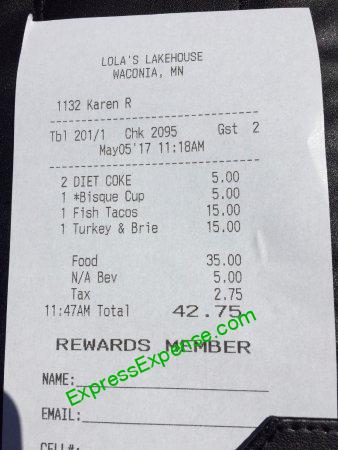 LOLA'S LAKEHOUSE
WACONIA, MN
1132 Karen R
Tbl 201/1 Chk 2095 Gst 2
May05'17 11:18AM
2 DIET COKE 5.00
1 *Bisque Cup 5.00
1 Fish Tacos 15.00
1 Turkey & Brie 15.00
Food 35.00
N/A Bev 5.00
Tax 2.75
11:47AM Total 42.75
ExpressExpense.com
REWARDS MEMBER
NAME:
EMAIL:
CELL#: